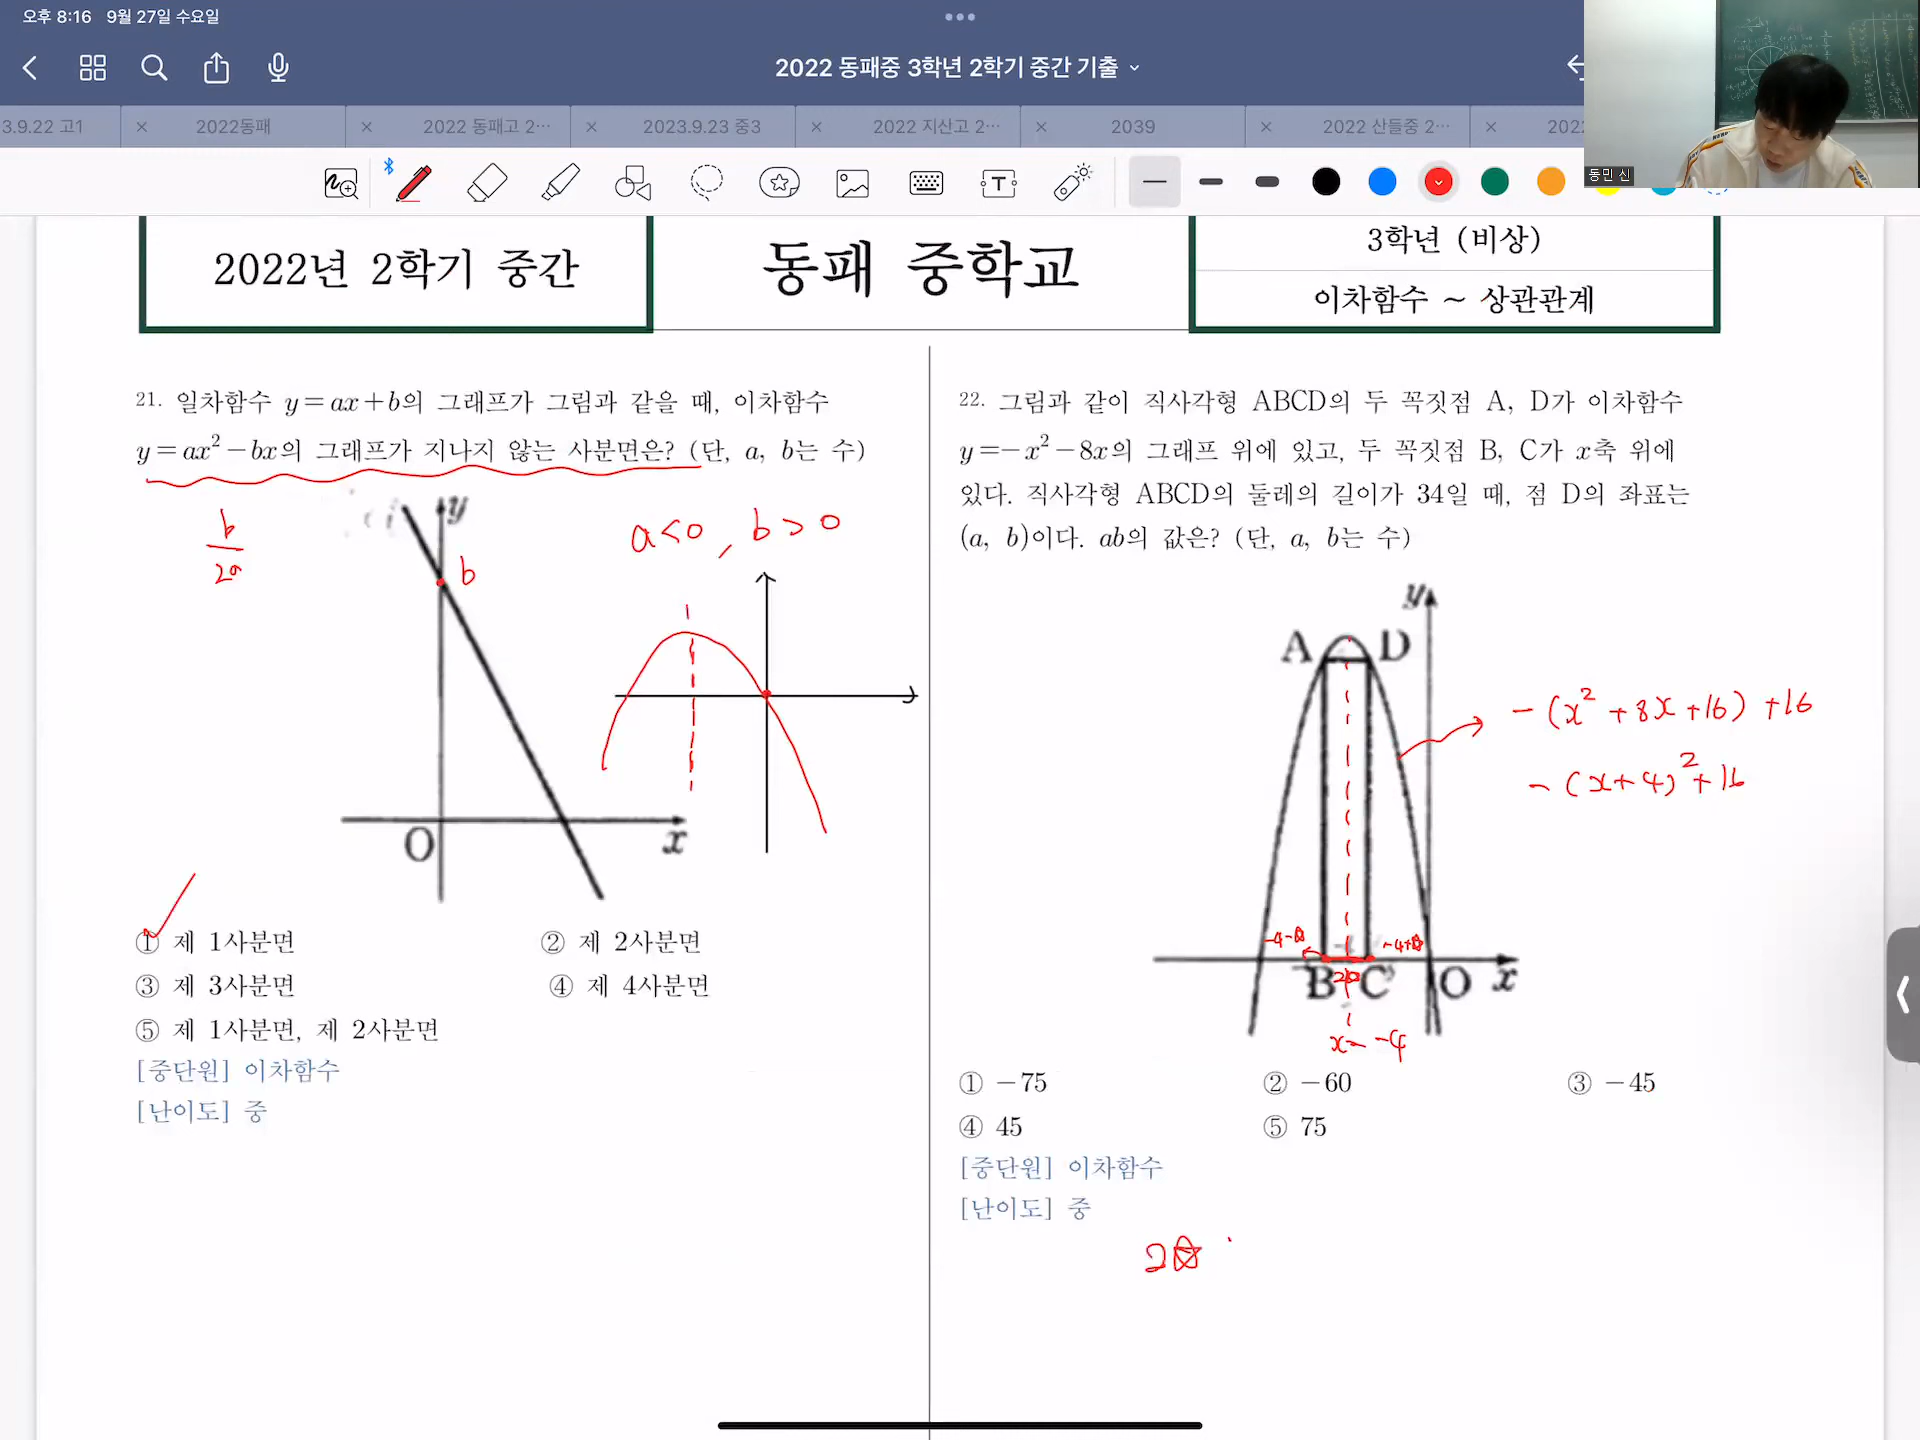 오후 8:16 9월 27일 수요일
2022 동패중 3학년 2학기 중간 기출
3.9.22 고1
2022동패
2022 동패고 2…
2023.9.23 중3
2022 지산고 2…
2039
2022 산들중 2…
202
동민 신
2022년 2학기 중간
동패 중학교
3학년 (비상)
이차함수 ~ 상관관계
21. 일차함수 y=ax+b의 그래프가 그림과 같을 때, 이차함수
y=ax²-bx의 그래프가 지나지 않는 사분면은? (단, a, b는 수)
b/2a
y
b
a<0, b>0
O
x
① 제 1사분면
② 제 2사분면
③ 제 3사분면
④ 제 4사분면
⑤ 제 1사분면, 제 2사분면
[중단원] 이차함수
[난이도] 중
22. 그림과 같이 직사각형 ABCD의 두 꼭짓점 A, D가 이차함수
y=-x²-8x의 그래프 위에 있고, 두 꼭짓점 B, C가 x축 위에
있다. 직사각형 ABCD의 둘레의 길이가 34일 때, 점 D의 좌표는
(a, b)이다. ab의 값은? (단, a, b는 수)
y
A D
-(x²+8x+16)+16
-(x+4)²+16
-4-☆ -4+☆
B 2☆ C O x
x=-4
① -75
② -60
③ -45
④ 45
⑤ 75
[중단원] 이차함수
[난이도] 중
2☆